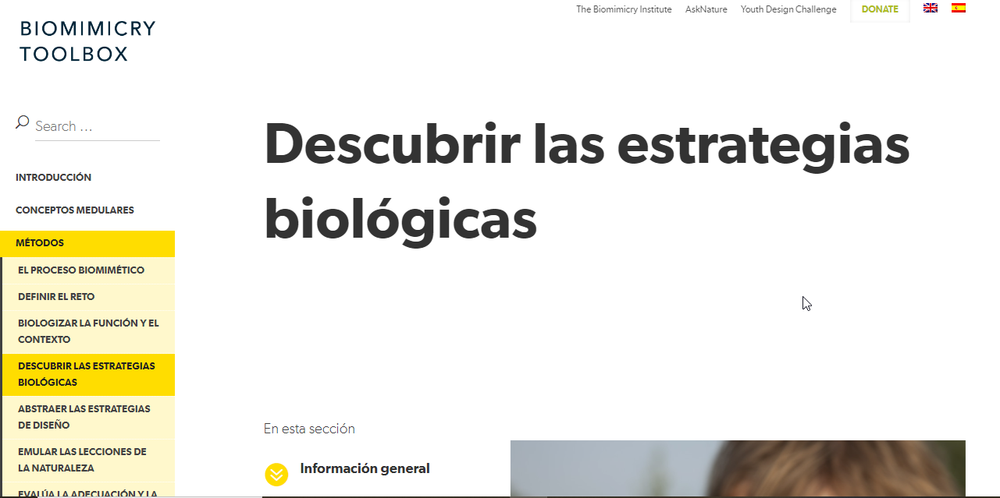 The Biomimicry Institute AskNature Youth Design Challenge DONATE
BIOMIMICRY
TOOLBOX
Search ...
INTRODUCCIÓN
CONCEPTOS MEDULARES
MÉTODOS
EL PROCESO BIOMIMÉTICO
DEFINIR EL RETO
BIOLOGIZAR LA FUNCIÓN Y EL
CONTEXTO
DESCUBRIR LAS ESTRATEGIAS
BIOLÓGICAS
ABSTRAER LAS ESTRATEGIAS
DE DISEÑO
EMULAR LAS LECCIONES DE
LA NATURALEZA
EVALÚA LA ADECUACIÓN Y LA
Descubrir las estrategias
biológicas
En esta sección
Información general